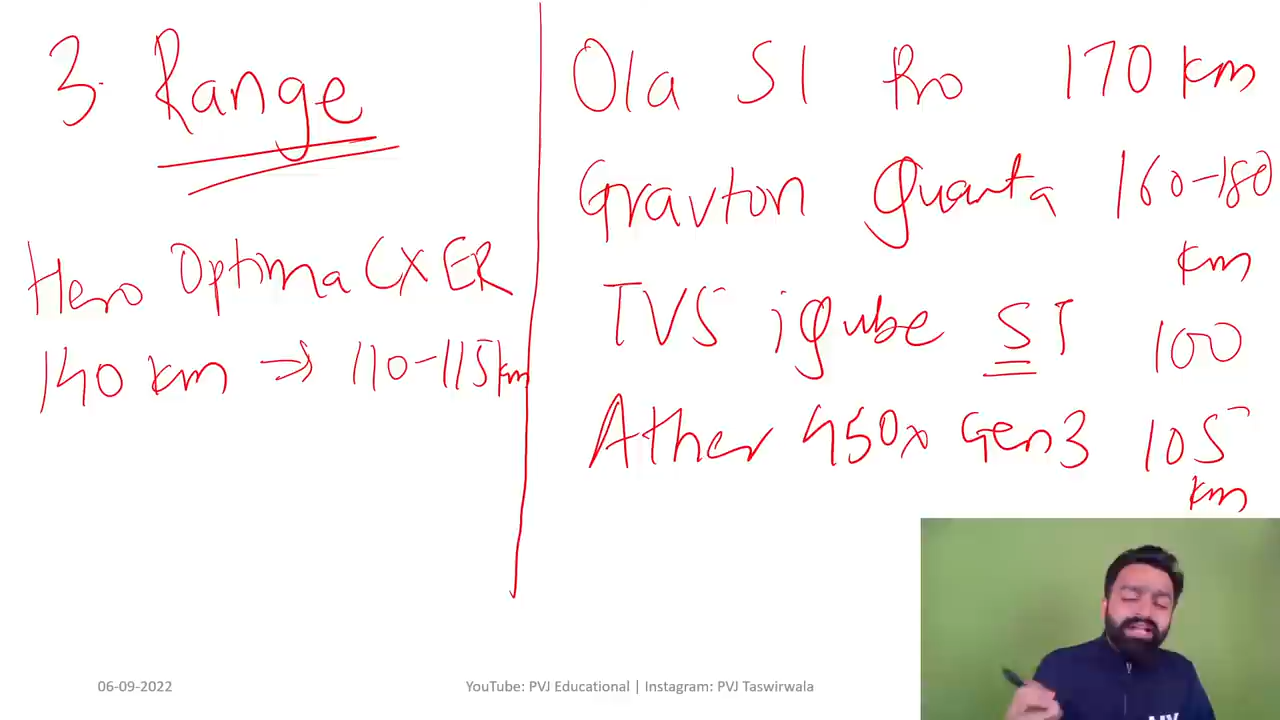 3. Range
Hero Optima CX ER
140 km → 110-115 km
Ola S1 Pro 170 km
Gravton Quanta 160-180
km
TVS iQube ST 100
Ather 450x Gen3 105
km
06-09-2022
YouTube: PVJ Educational | Instagram: PVJ Taswirwala